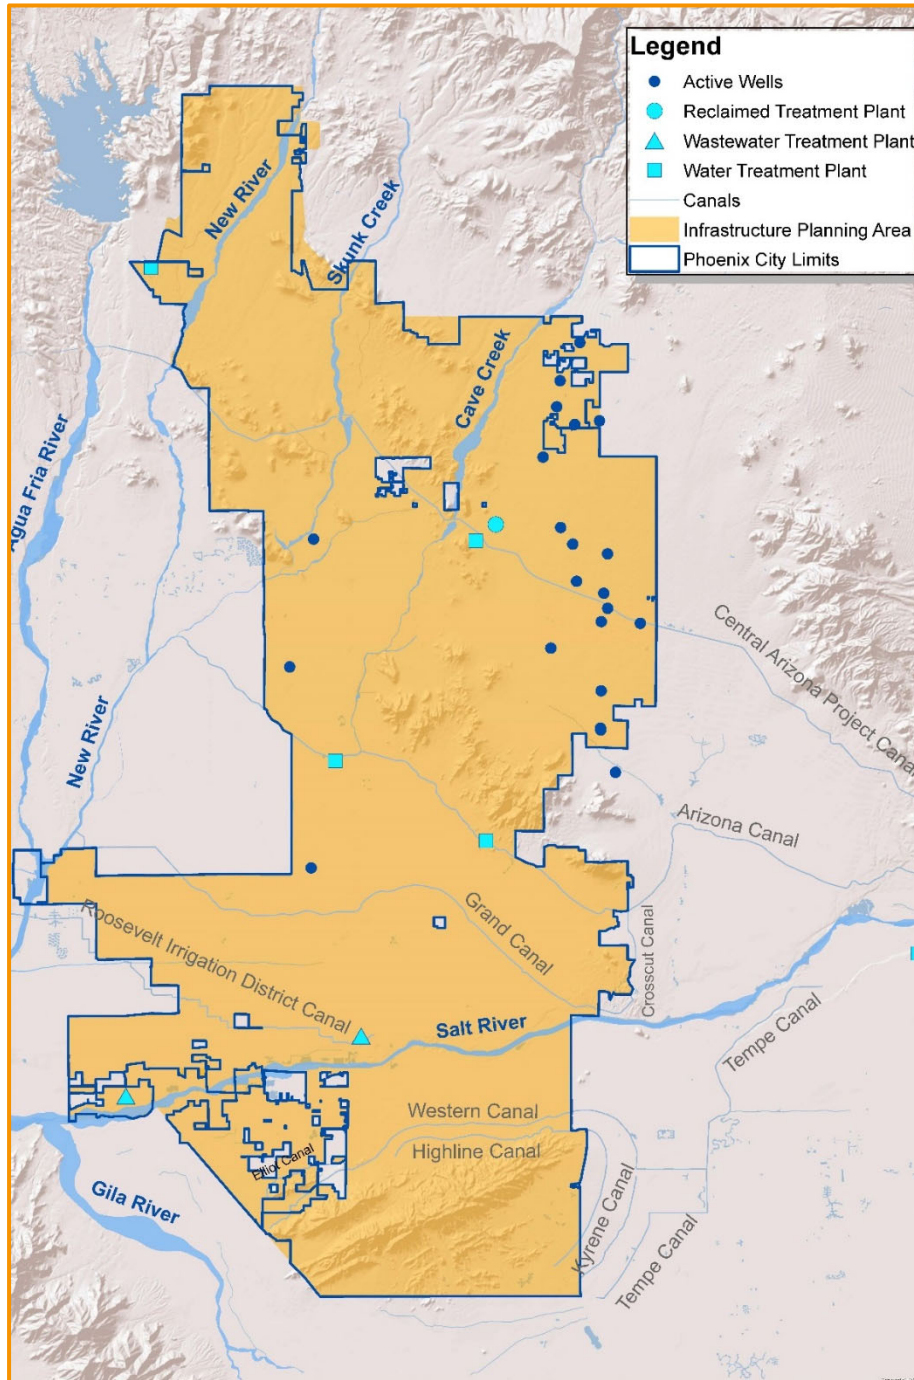 Legend
Active Wells
Reclaimed Treatment Plant
Wastewater Treatment Plant
Water Treatment Plant
Canals
Infrastructure Planning Area
Phoenix City Limits
New River
Skunk Creek
Cave Creek
Agua Fria River
New River
Central Arizona Project Canal
Arizona Canal
Grand Canal
Crosscut Canal
Roosevelt Irrigation District Canal
Salt River
Tempe Canal
Western Canal
Highline Canal
Elliot Canal
Gila River
Kyrene Canal
Tempe Canal